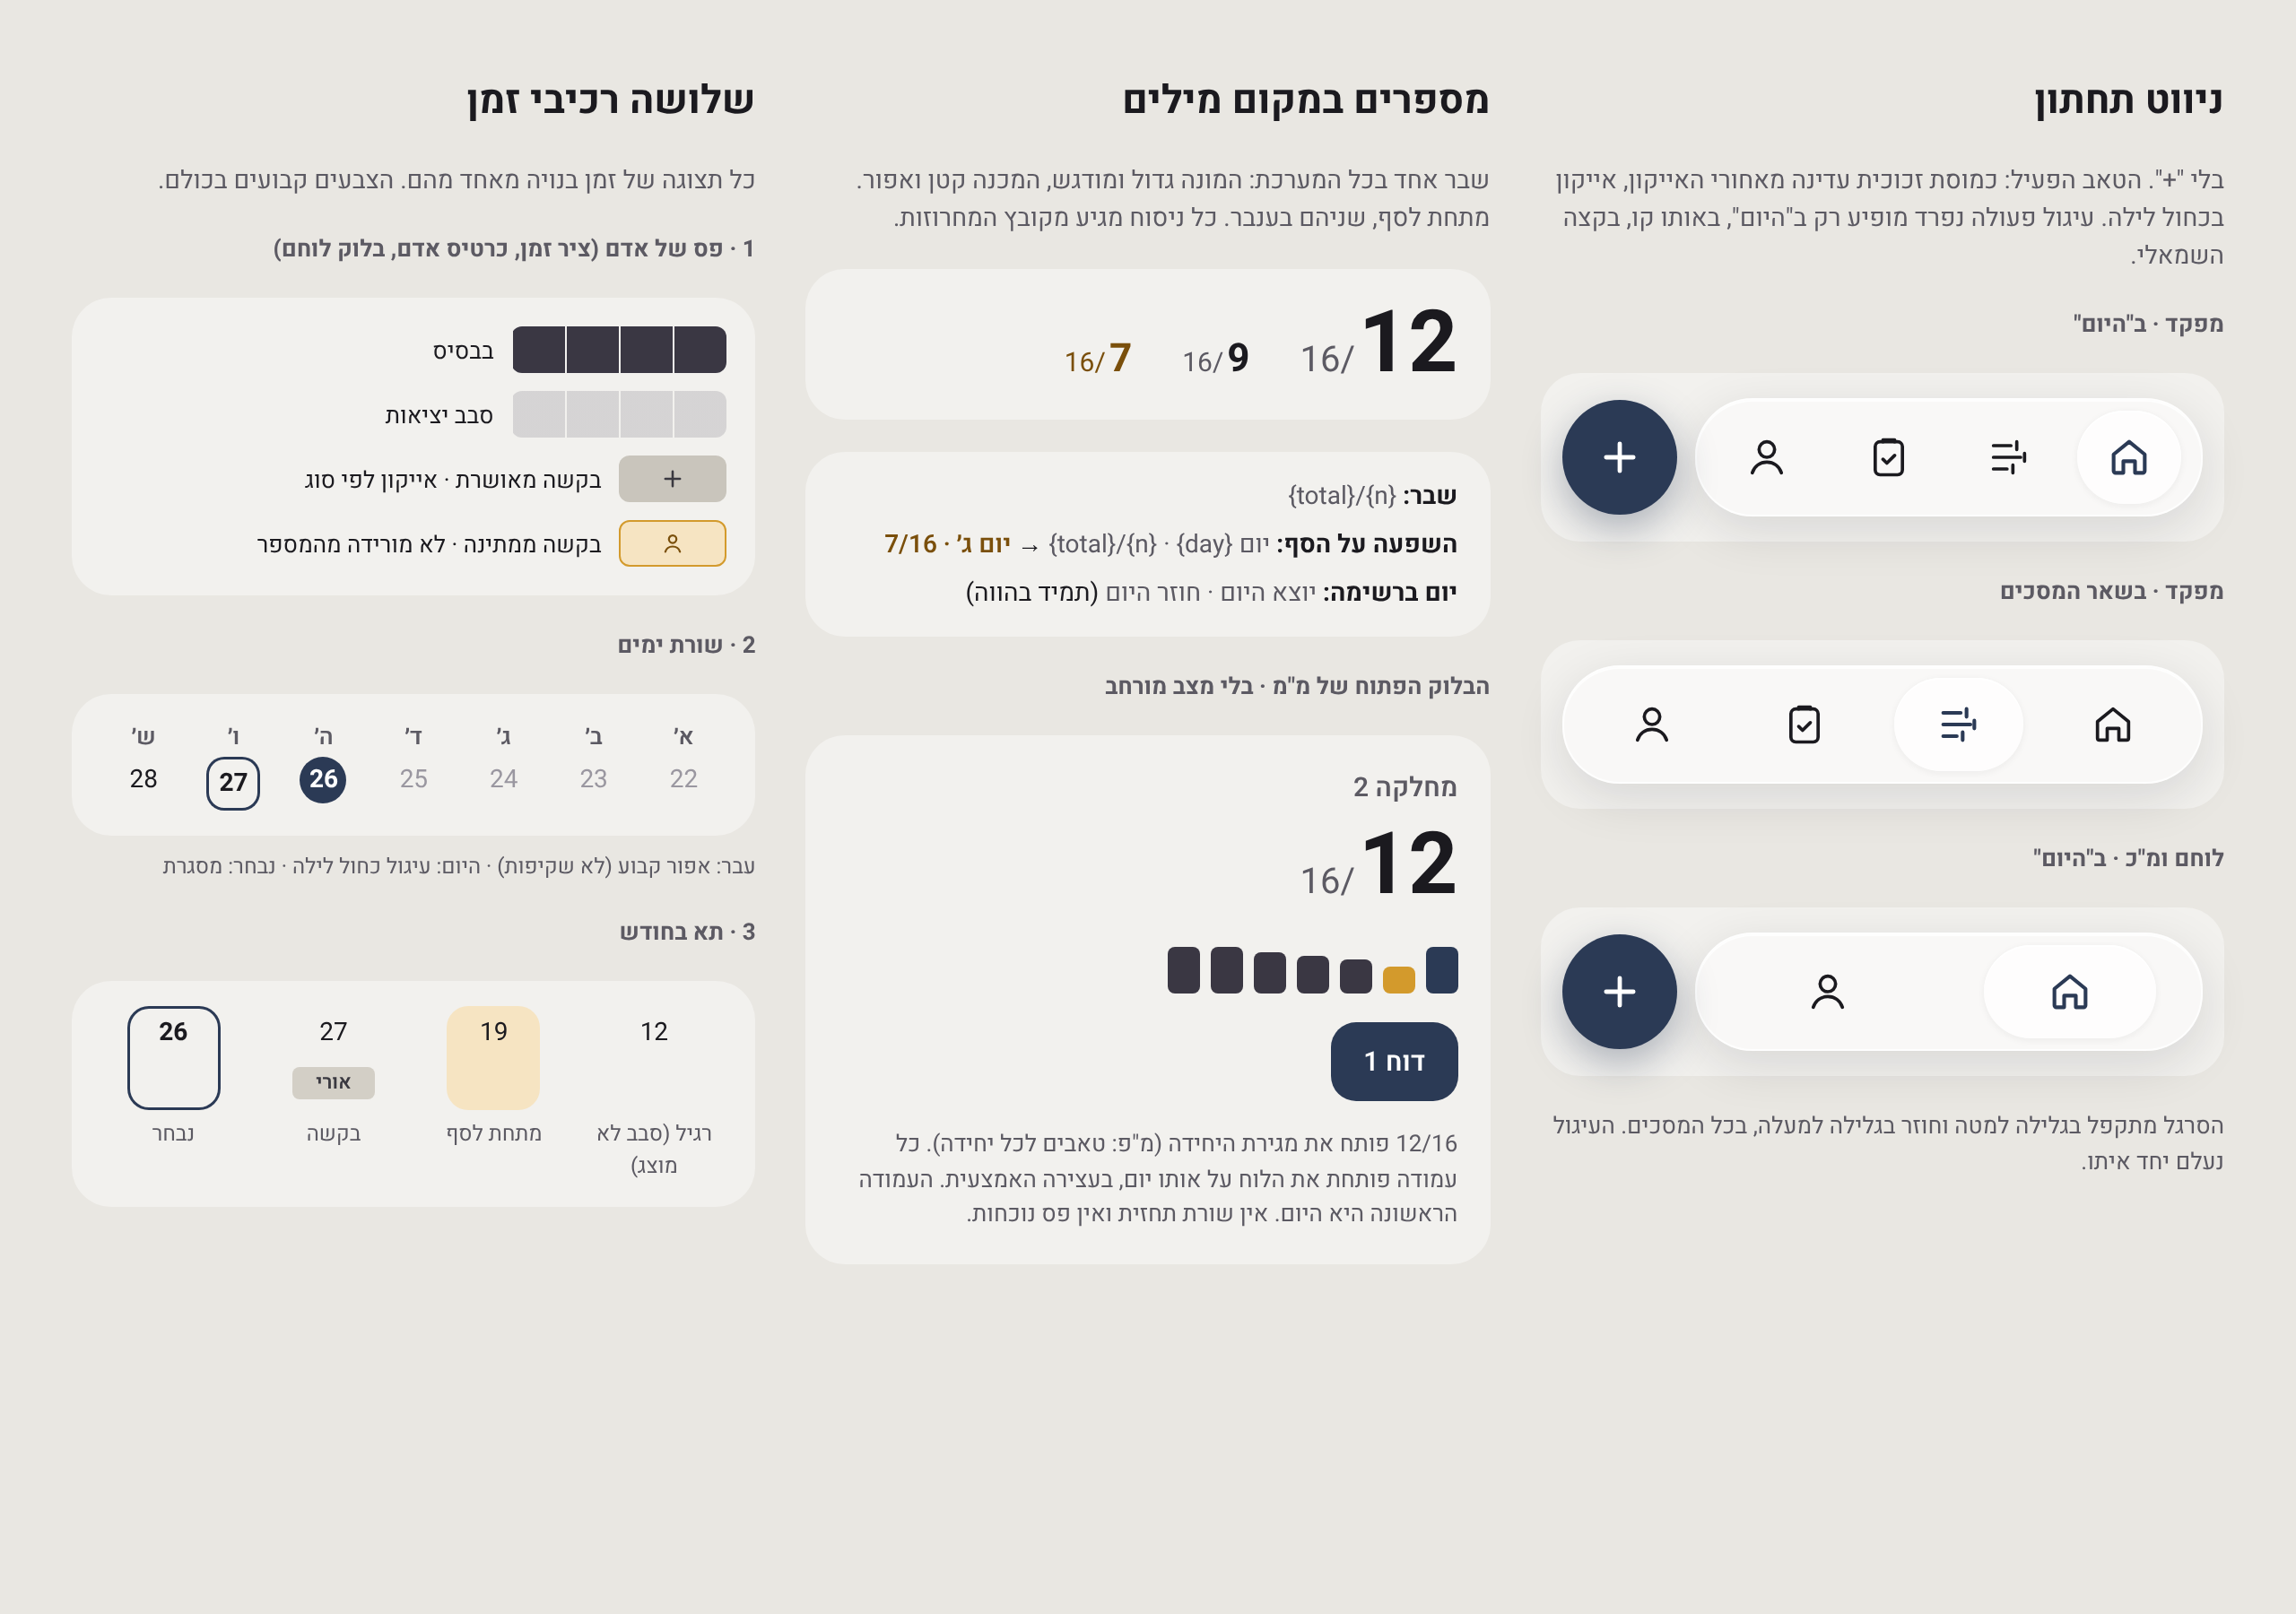 ניווט תחתון
בלי "+". הטאב הפעיל: כמוסת זכוכית עדינה מאחורי האייקון, אייקון
בכחול לילה. עיגול פעולה נפרד מופיע רק ב"היום", באותו קו, בקצה
השמאלי.
מפקד · ב"היום"
מפקד · בשאר המסכים
לוחם ומ"כ · ב"היום"
הסרגל מתקפל בגלילה למטה וחוזר בגלילה למעלה, בכל המסכים. העיגול
נעלם יחד איתו.
מספרים במקום מילים
שבר אחד בכל המערכת: המונה גדול ומודגש, המכנה קטן ואפור.
מתחת לסף, שניהם בענבר. כל ניסוח מגיע מקובץ המחרוזות.
12/16 9/16 7/16
שבר: {n}/{total}
השפעה על הסף: יום {day} · {n}/{total} → יום ג׳ · 7/16
יום ברשימה: יוצא היום · חוזר היום (תמיד בהווה)
הבלוק הפתוח של מ"מ · בלי מצב מורחב
מחלקה 2
12/16
דוח 1
12/16 פותח את מגירת היחידה (מ"פ: טאבים לכל יחידה). כל
עמודה פותחת את הלוח על אותו יום, בעצירה האמצעית. העמודה
הראשונה היא היום. אין שורת תחזית ואין פס נוכחות.
שלושה רכיבי זמן
כל תצוגה של זמן בנויה מאחד מהם. הצבעים קבועים בכולם.
1 · פס של אדם (ציר זמן, כרטיס אדם, בלוק לוחם)
בבסיס
סבב יציאות
בקשה מאושרת · אייקון לפי סוג
בקשה ממתינה · לא מורידה מהמספר
2 · שורת ימים
א׳ ב׳ ג׳ ד׳ ה׳ ו׳ ש׳
22 23 24 25 26 27 28
עבר: אפור קבוע (לא שקיפות) · היום: עיגול כחול לילה · נבחר: מסגרת
3 · תא בחודש
12 19 27 26
אורי
רגיל (סבב לא מתחת לסף בקשה נבחר
מוצג)